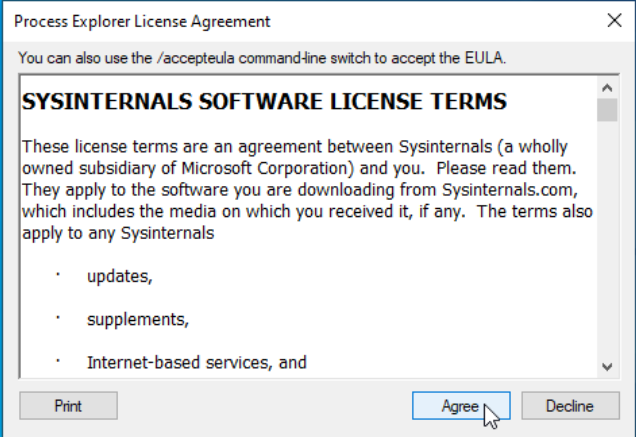 Process Explorer License Agreement
You can also use the /accepteula command-line switch to accept the EULA.
SYSINTERNALS SOFTWARE LICENSE TERMS
These license terms are an agreement between Sysinternals (a wholly
owned subsidiary of Microsoft Corporation) and you.  Please read them.
They apply to the software you are downloading from Sysinternals.com,
which includes the media on which you received it, if any.  The terms also
apply to any Sysinternals
· updates,
· supplements,
· Internet-based services, and
Print Agree Decline